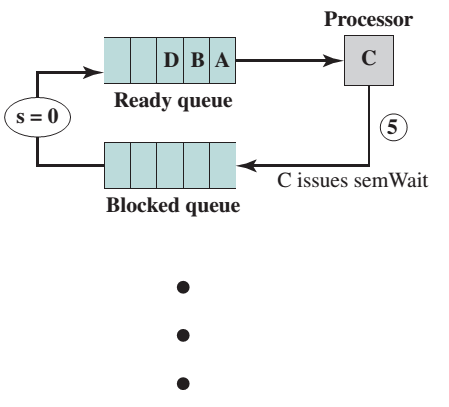 Processor
D B A
C
Ready queue
s = 0
5
C issues semWait
Blocked queue